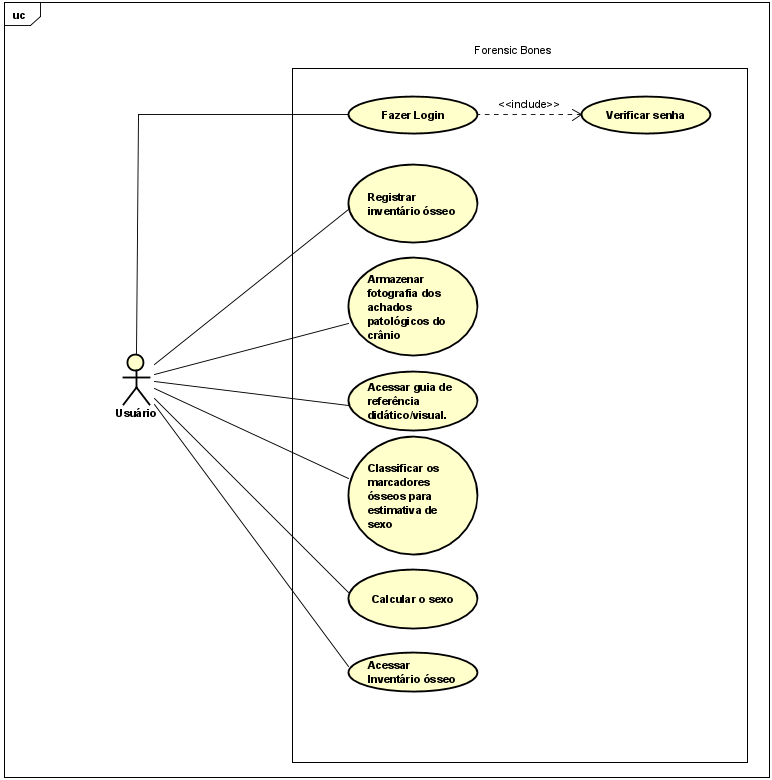 uc
Forensic Bones
Fazer Login
<<include>>
Verificar senha
Registrar
inventário ósseo
Armazenar
fotografia dos
achados
patológicos do
crânio
Acessar guia de
referência
didático/visual.
Usuário
Classificar os
marcadores
ósseos para
estimativa de
sexo
Calcular o sexo
Acessar
Inventário ósseo